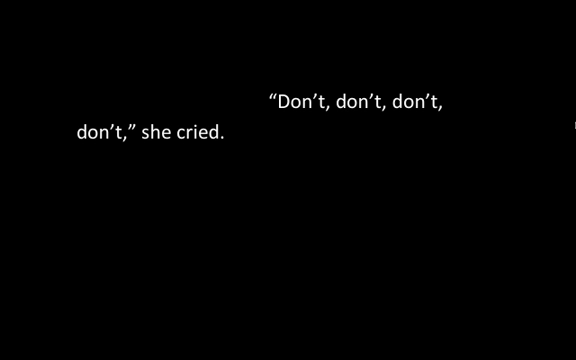 “Don’t, don’t, don’t,
don’t,” she cried.